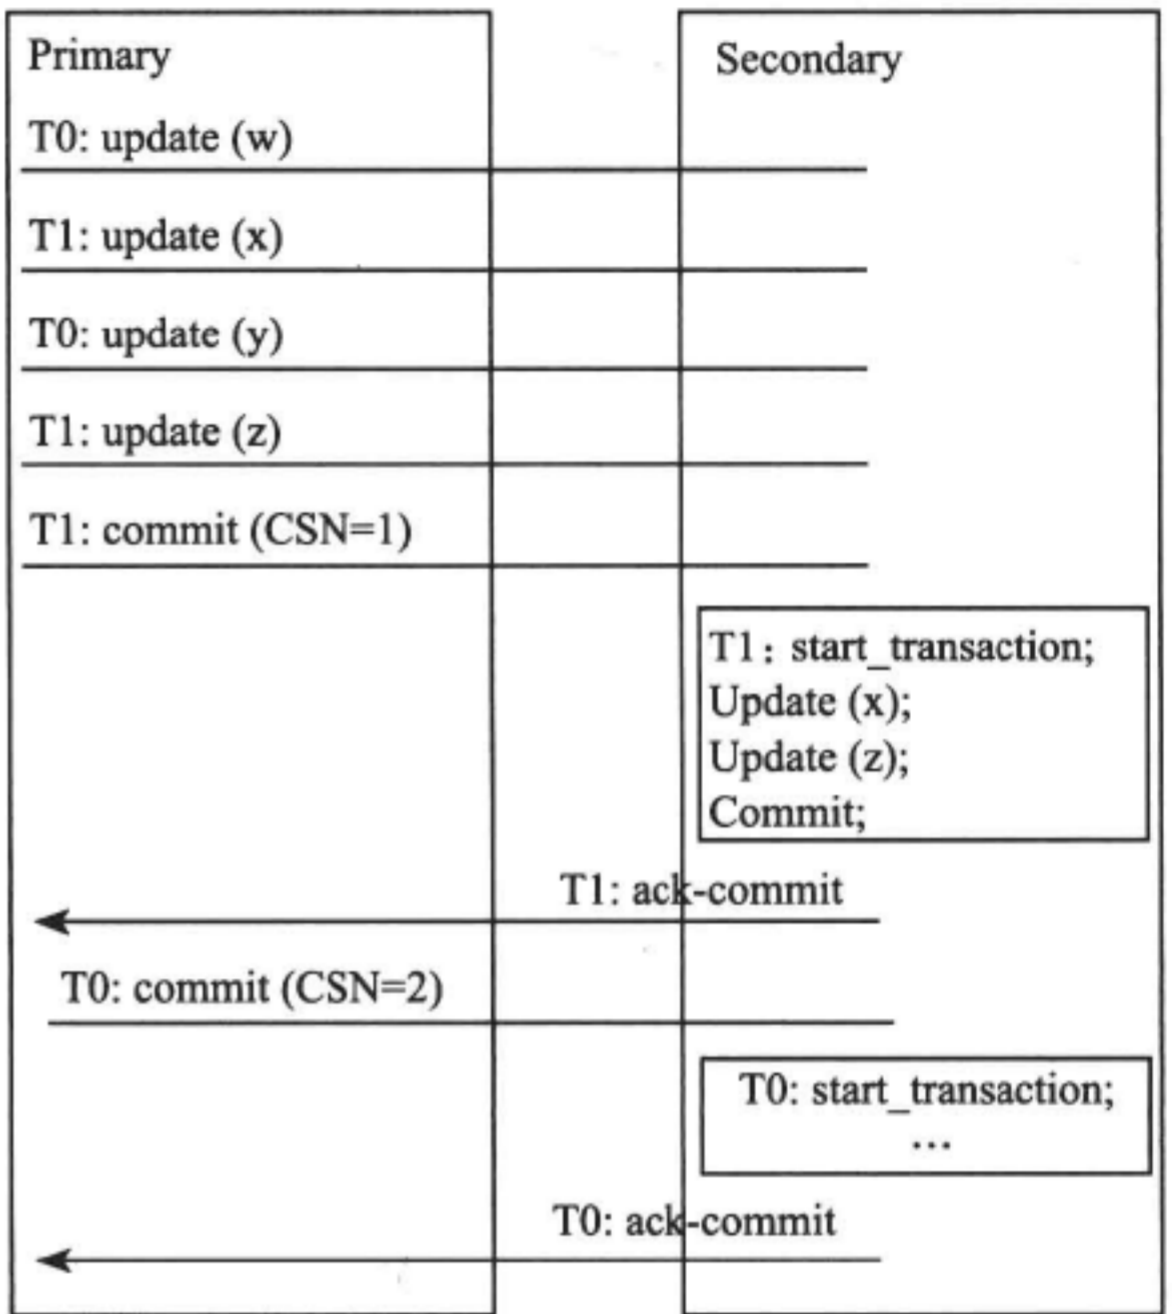 Primary
Secondary
T0: update (w)
T1: update (x)
T0: update (y)
T1: update (z)
T1: commit (CSN=1)
T1: start_transaction;
Update (x);
Update (z);
Commit;
T1: ack-commit
T0: commit (CSN=2)
T0: start_transaction;
...
T0: ack-commit